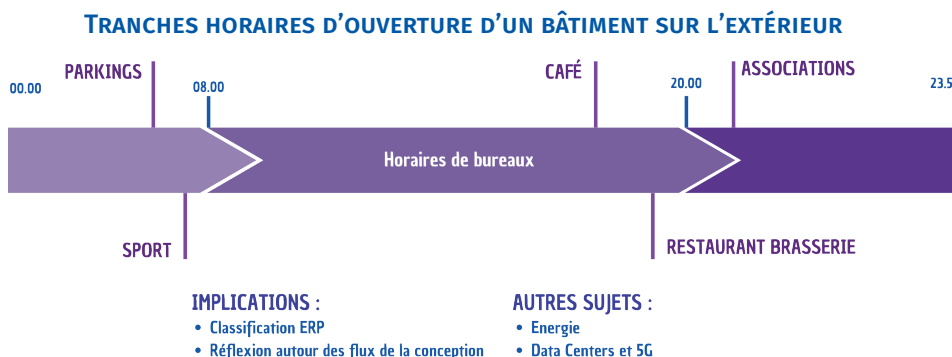 TRANCHES HORAIRES D'OUVERTURE D'UN BÂTIMENT SUR L'EXTÉRIEUR
PARKINGS
CAFÉ
ASSOCIATIONS
00.00
08.00
20.00
23.5
Horaires de bureaux
SPORT
RESTAURANT BRASSERIE
IMPLICATIONS :
• Classification ERP
• Réflexion autour des flux de la conception
AUTRES SUJETS :
• Energie
• Data Centers et 5G